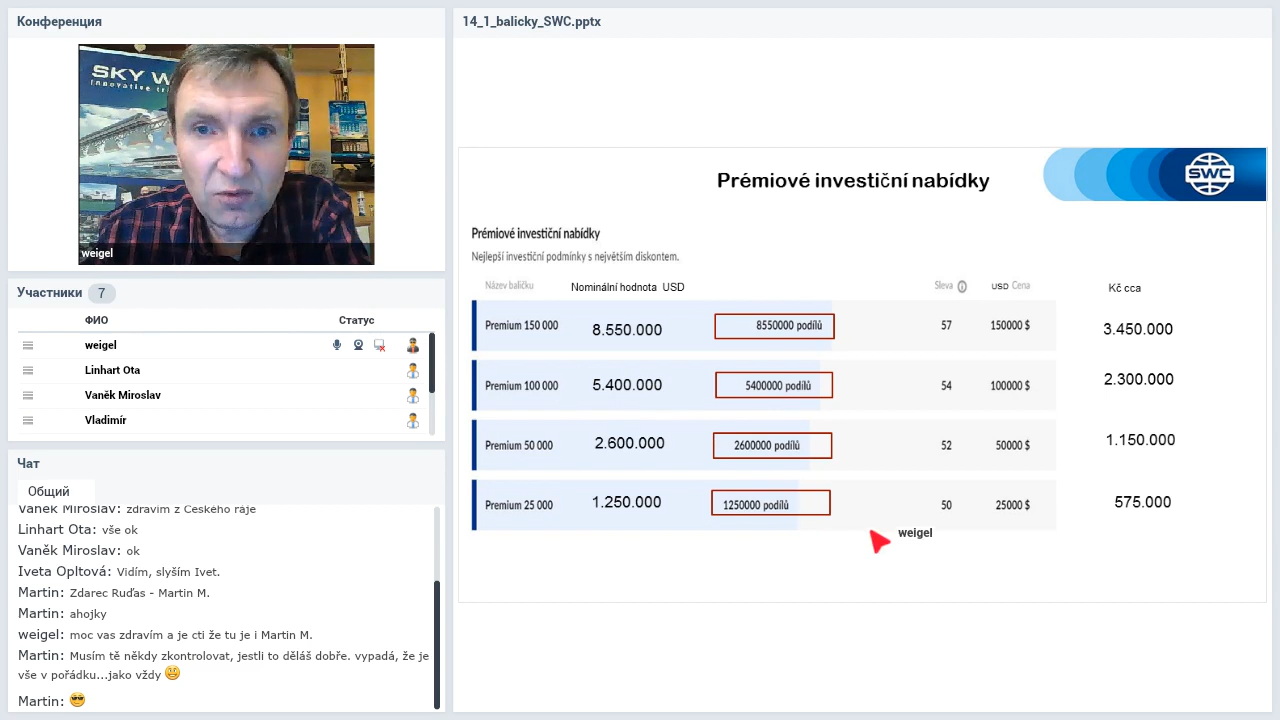 Конференция
SKY W
innovative tr
weigel
Участники 7
ФИО Статус
weigel
Linhart Ota
Vaněk Miroslav
Vladimír
Чат
Общий
Vaněk Miroslav: zdravím z Českého ráje
Linhart Ota: vše ok
Vaněk Miroslav: ok
Iveta Opltová: Vidím, slyším Ivet.
Martin: Zdarec Ruďas - Martin M.
Martin: ahojky
weigel: moc vas zdravím a je cti že tu je i Martin M.
Martin: Musím tě někdy zkontrolovat, jestli to děláš dobře. vypadá, že je
vše v pořádku...jako vždy
Martin:
14_1_balicky_SWC.pptx
Prémiové investiční nabídky
SWC
Prémiové investiční nabídky
Nejlepší investiční podmínky s největším diskontem.
Název balíčku Nominální hodnota USD Sleva USD Cena Kč cca
Premium 150 000 8.550.000 8550000 podílů 57 150000 $ 3.450.000
Premium 100 000 5.400.000 5400000 podílů 54 100000 $ 2.300.000
Premium 50 000 2.600.000 2600000 podílů 52 50000 $ 1.150.000
Premium 25 000 1.250.000 1250000 podílů 50 25000 $ 575.000
weigel